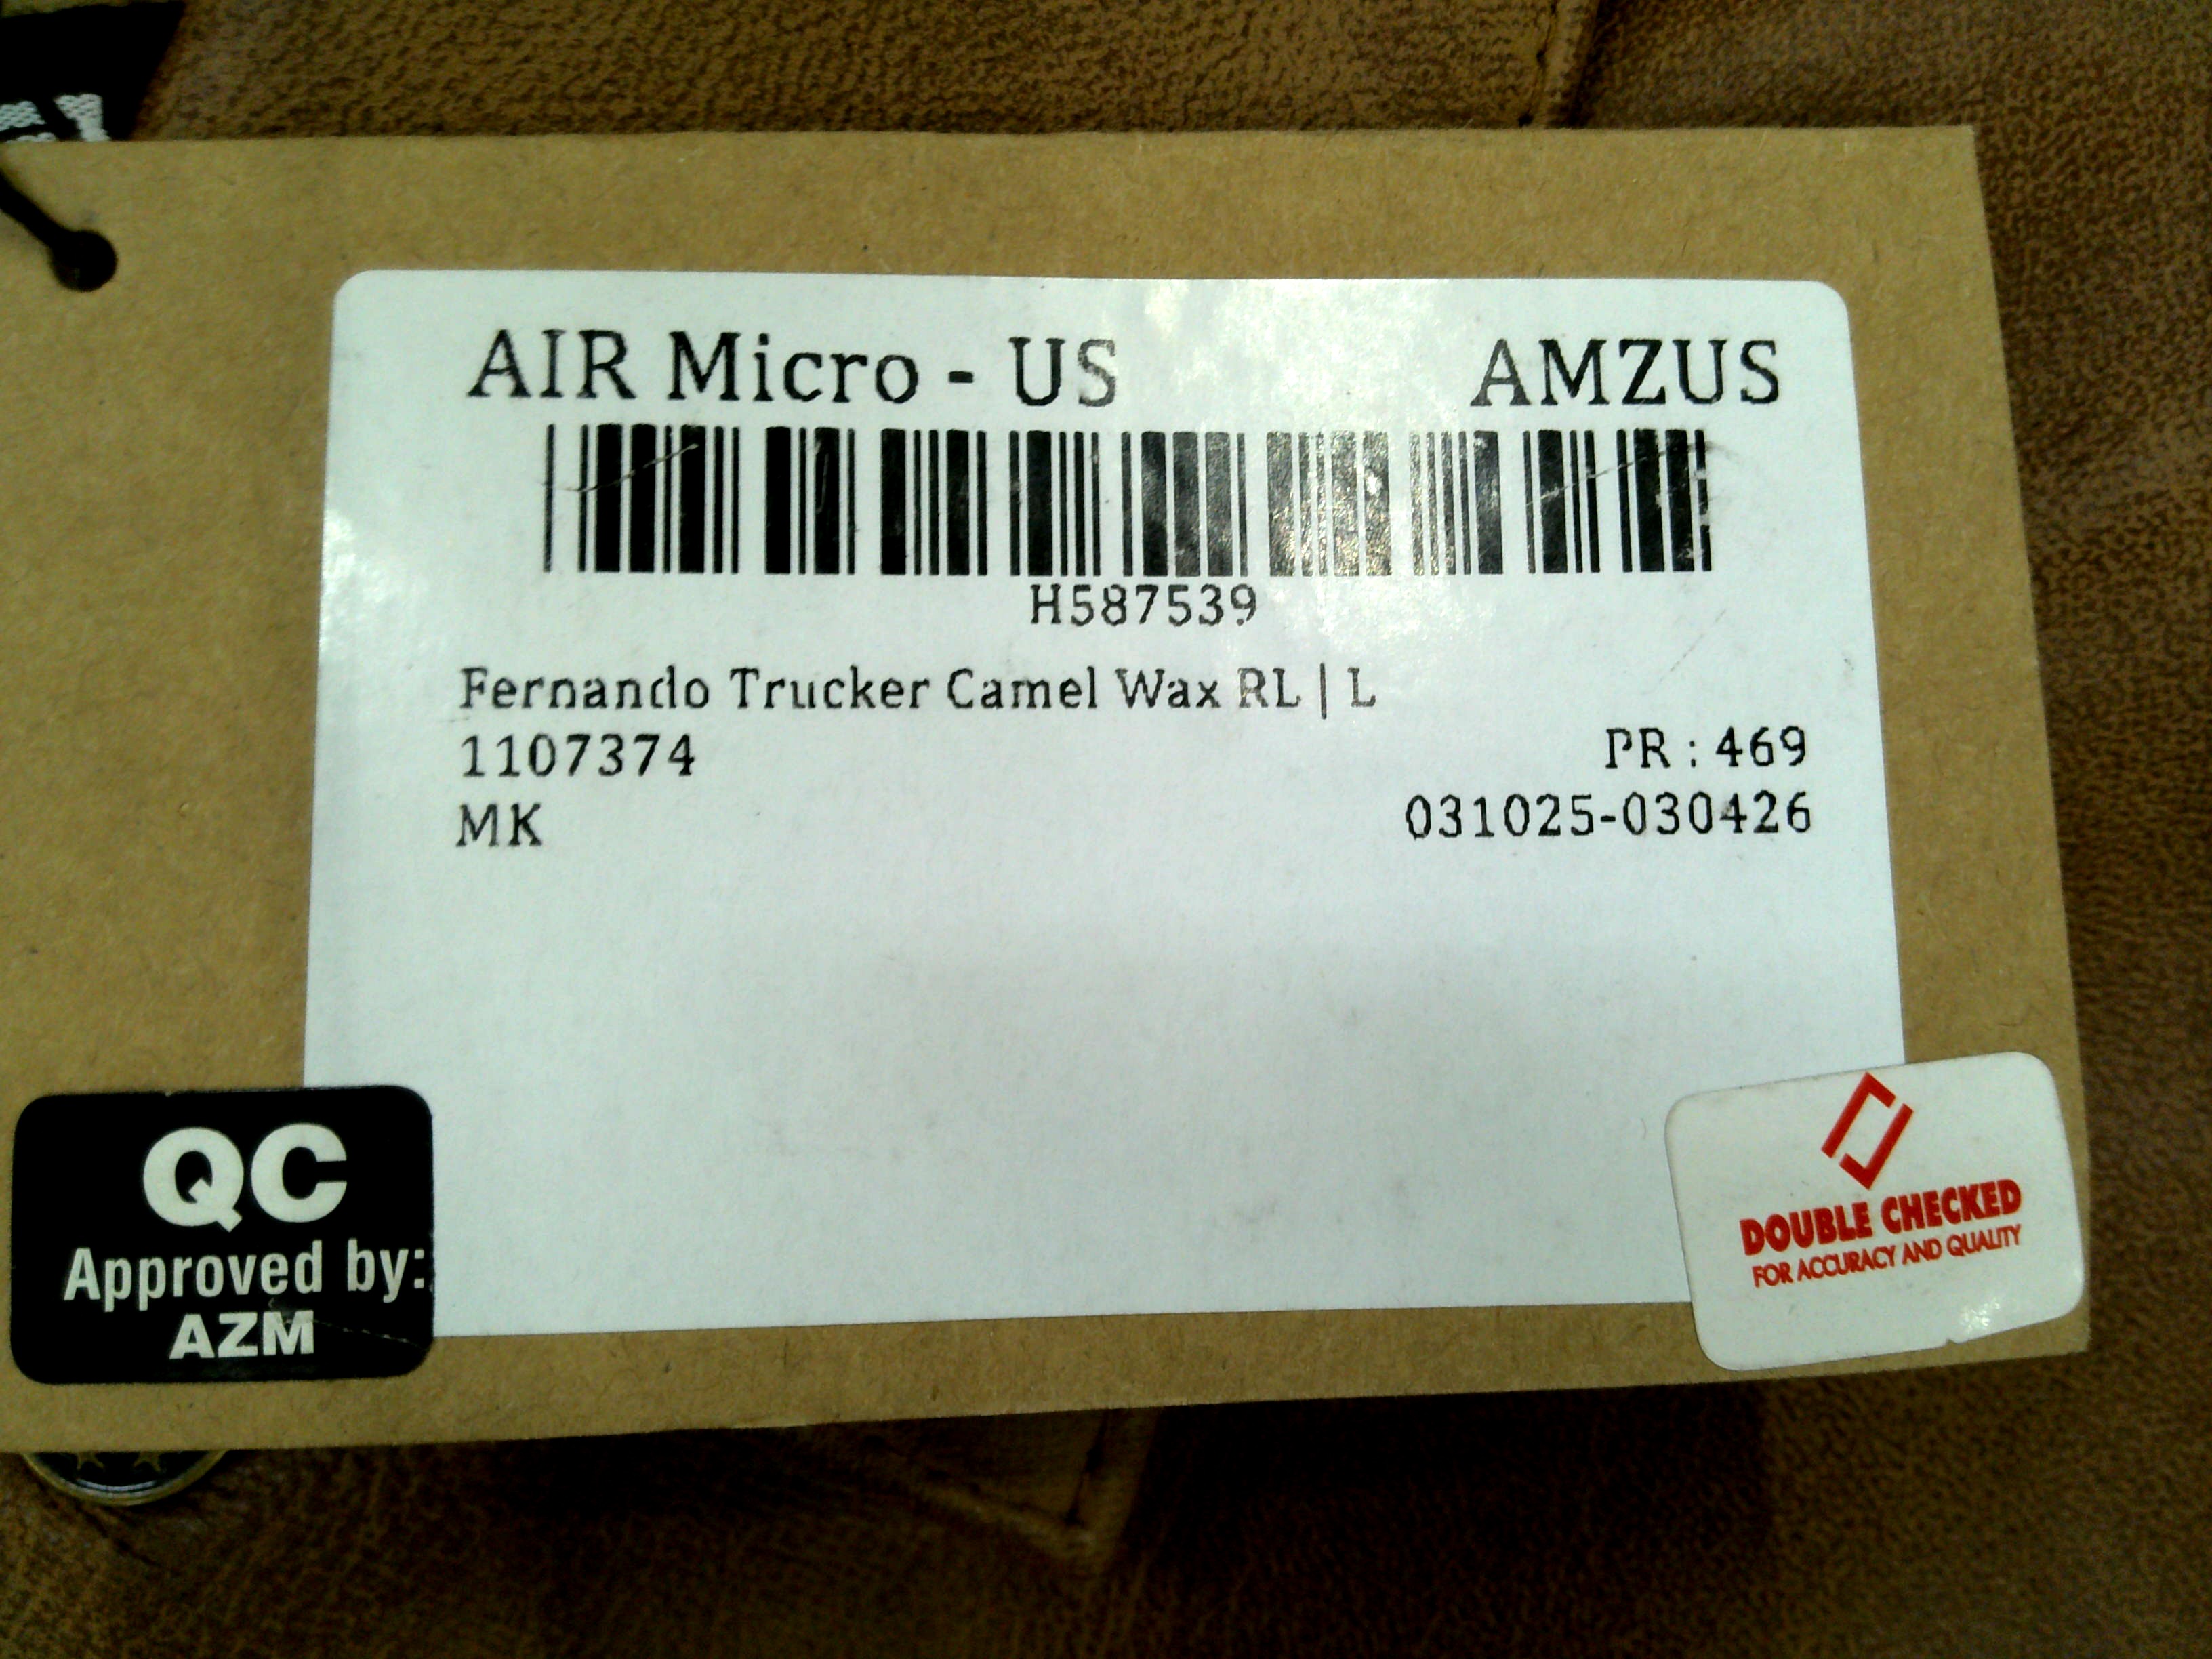 AIR Micro - US AMZUS
H587539
Fernando Trucker Camel Wax RL | L
1107374 PR : 469
MK 031025-030426
QC
Approved by:
AZM
DOUBLE CHECKED
FOR ACCURACY AND QUALITY